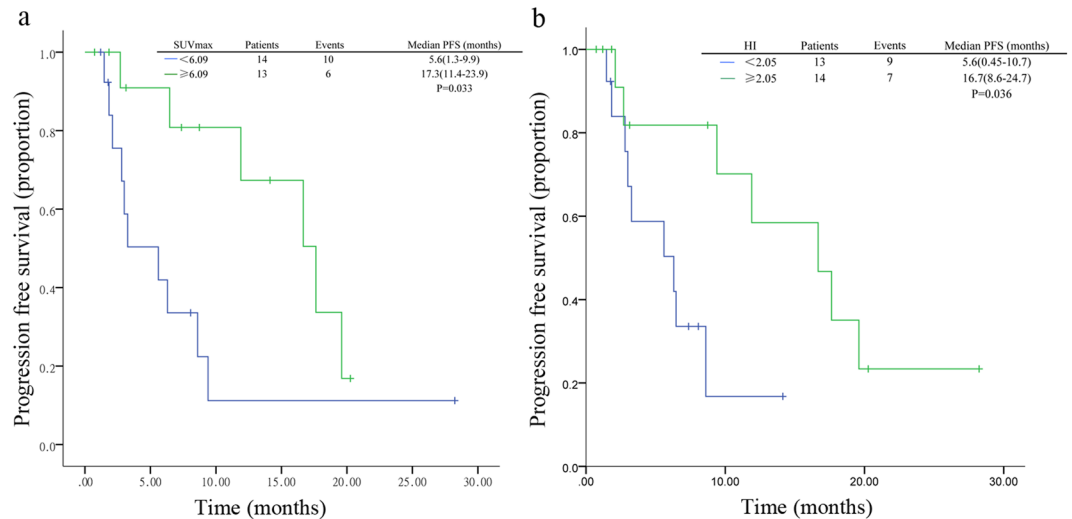 a
SUVmax Patients Events Median PFS (months)
<6.09 14 10 5.6(1.3-9.9)
≥6.09 13 6 17.3(11.4-23.9)
P=0.033
Progression free survival (proportion)
1.0
0.8
0.6
0.4
0.2
0.0
.00 5.00 10.00 15.00 20.00 25.00 30.00
Time (months)
b
HI Patients Events Median PFS (months)
<2.05 13 9 5.6(0.45-10.7)
≥2.05 14 7 16.7(8.6-24.7)
P=0.036
Progression free survival (proportion)
1.0
0.8
0.6
0.4
0.2
0.0
.00 10.00 20.00 30.00
Time (months)